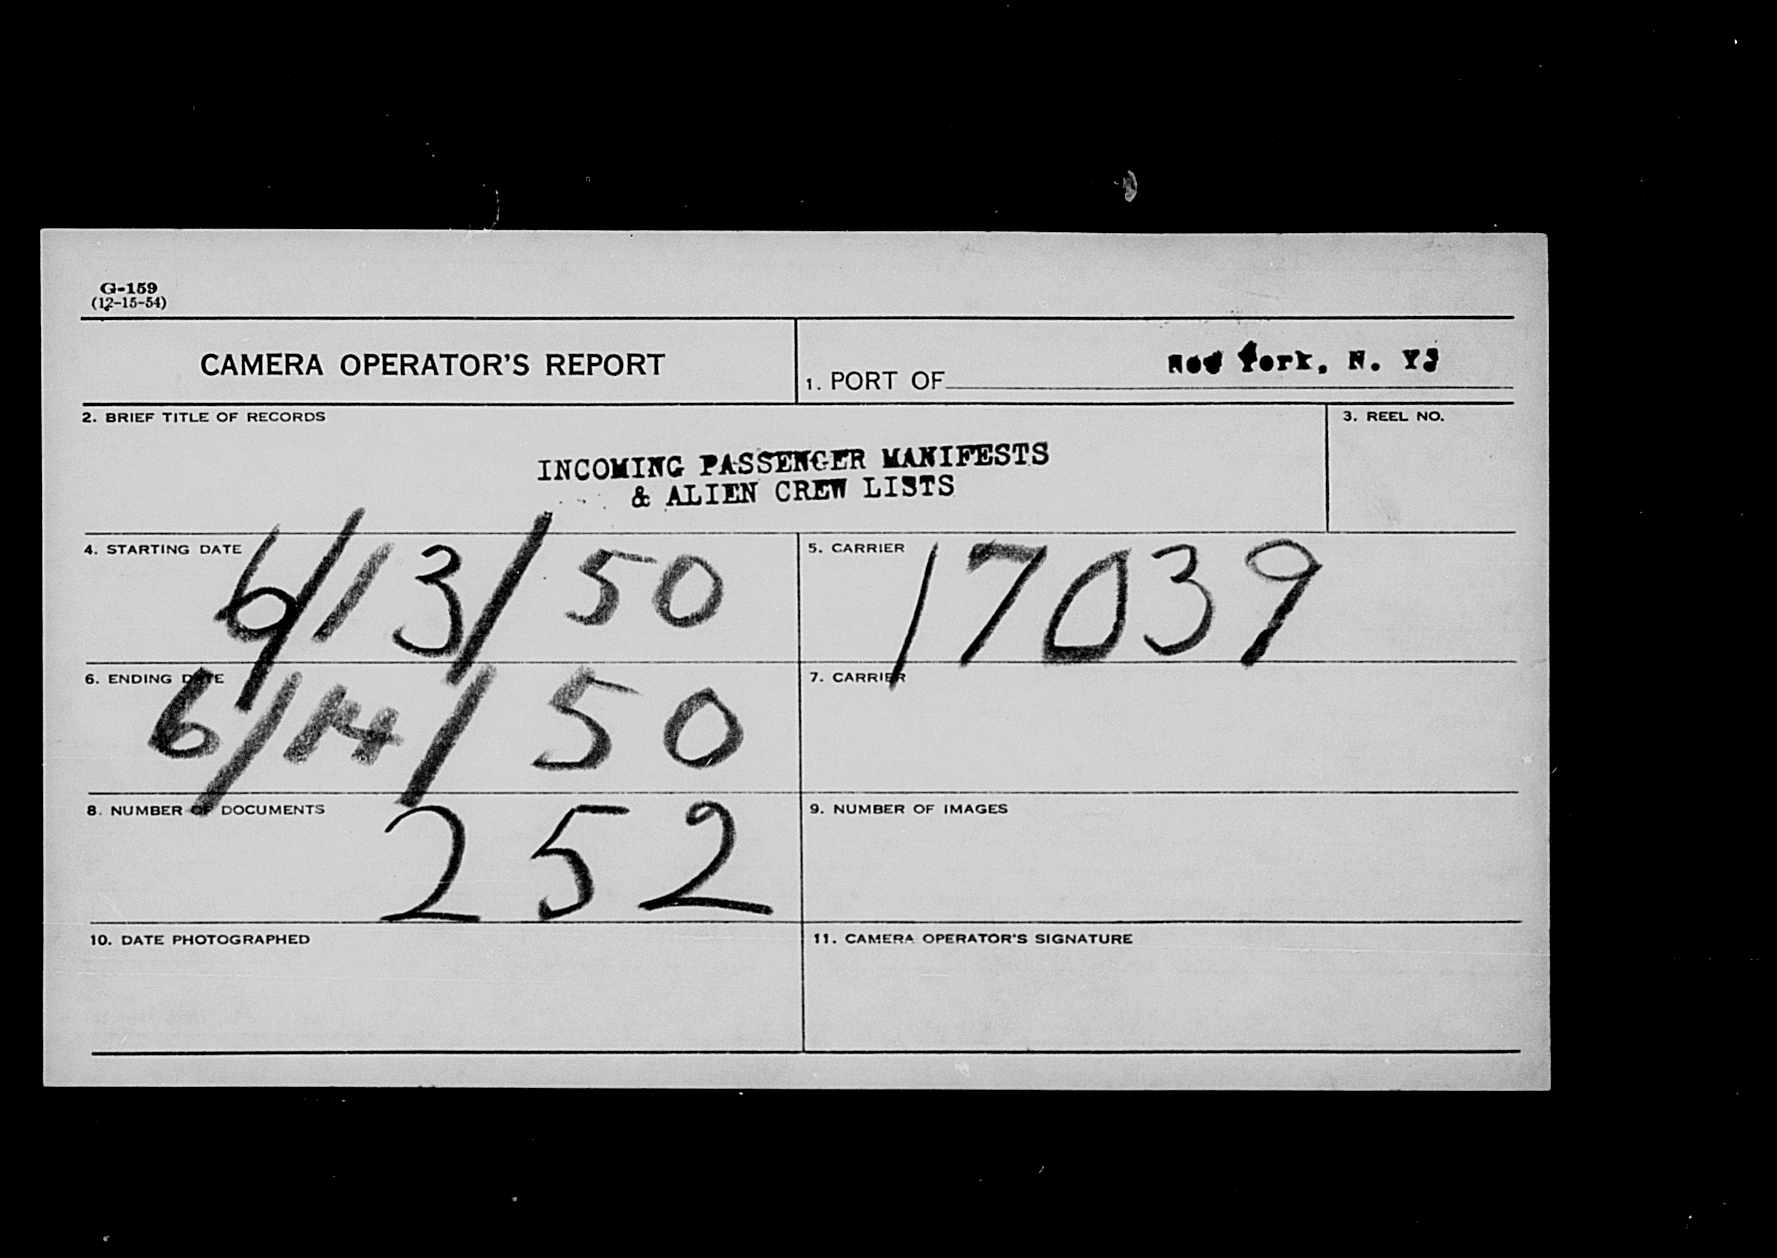 G-159
(12-15-54)
CAMERA OPERATOR'S REPORT
1. PORT OF New York, N. Y.
2. BRIEF TITLE OF RECORDS
INCOMING PASSENGER MANIFESTS
& ALIEN CREW LISTS
3. REEL NO.
4. STARTING DATE 6/13/50
5. CARRIER 17039
6. ENDING DATE 6/14/50
7. CARRIER
8. NUMBER OF DOCUMENTS 252
9. NUMBER OF IMAGES
10. DATE PHOTOGRAPHED
11. CAMERA OPERATOR'S SIGNATURE